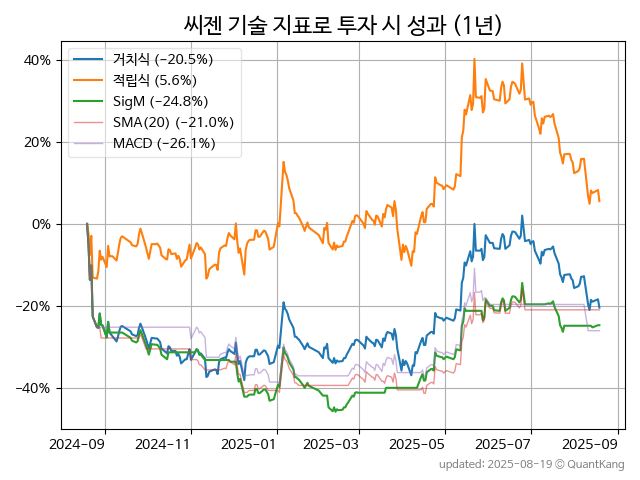 씨젠 기술 지표로 투자 시 성과 (1년)
40%
20%
0%
−20%
−40%
거치식 (−20.5%)
적립식 (5.6%)
SigM (−24.8%)
SMA(20) (−21.0%)
MACD (−26.1%)
2024-09 2024-11 2025-01 2025-03 2025-05 2025-07 2025-09
updated: 2025-08-19 © QuantKang